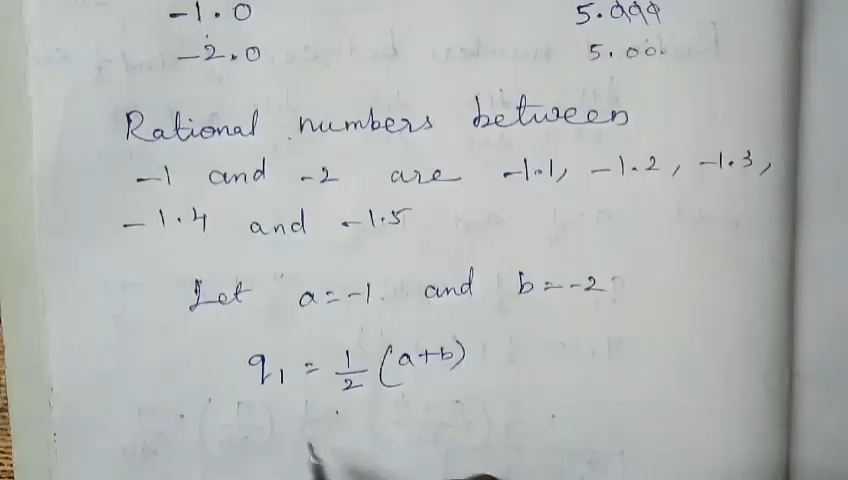 -1.0 5.999
-2.0 5.00
Rational numbers between
-1 and -2 are -1.1, -1.2, -1.3,
-1.4 and -1.5
Let a=-1 and b=-2
q₁ = 1/2 (a+b)